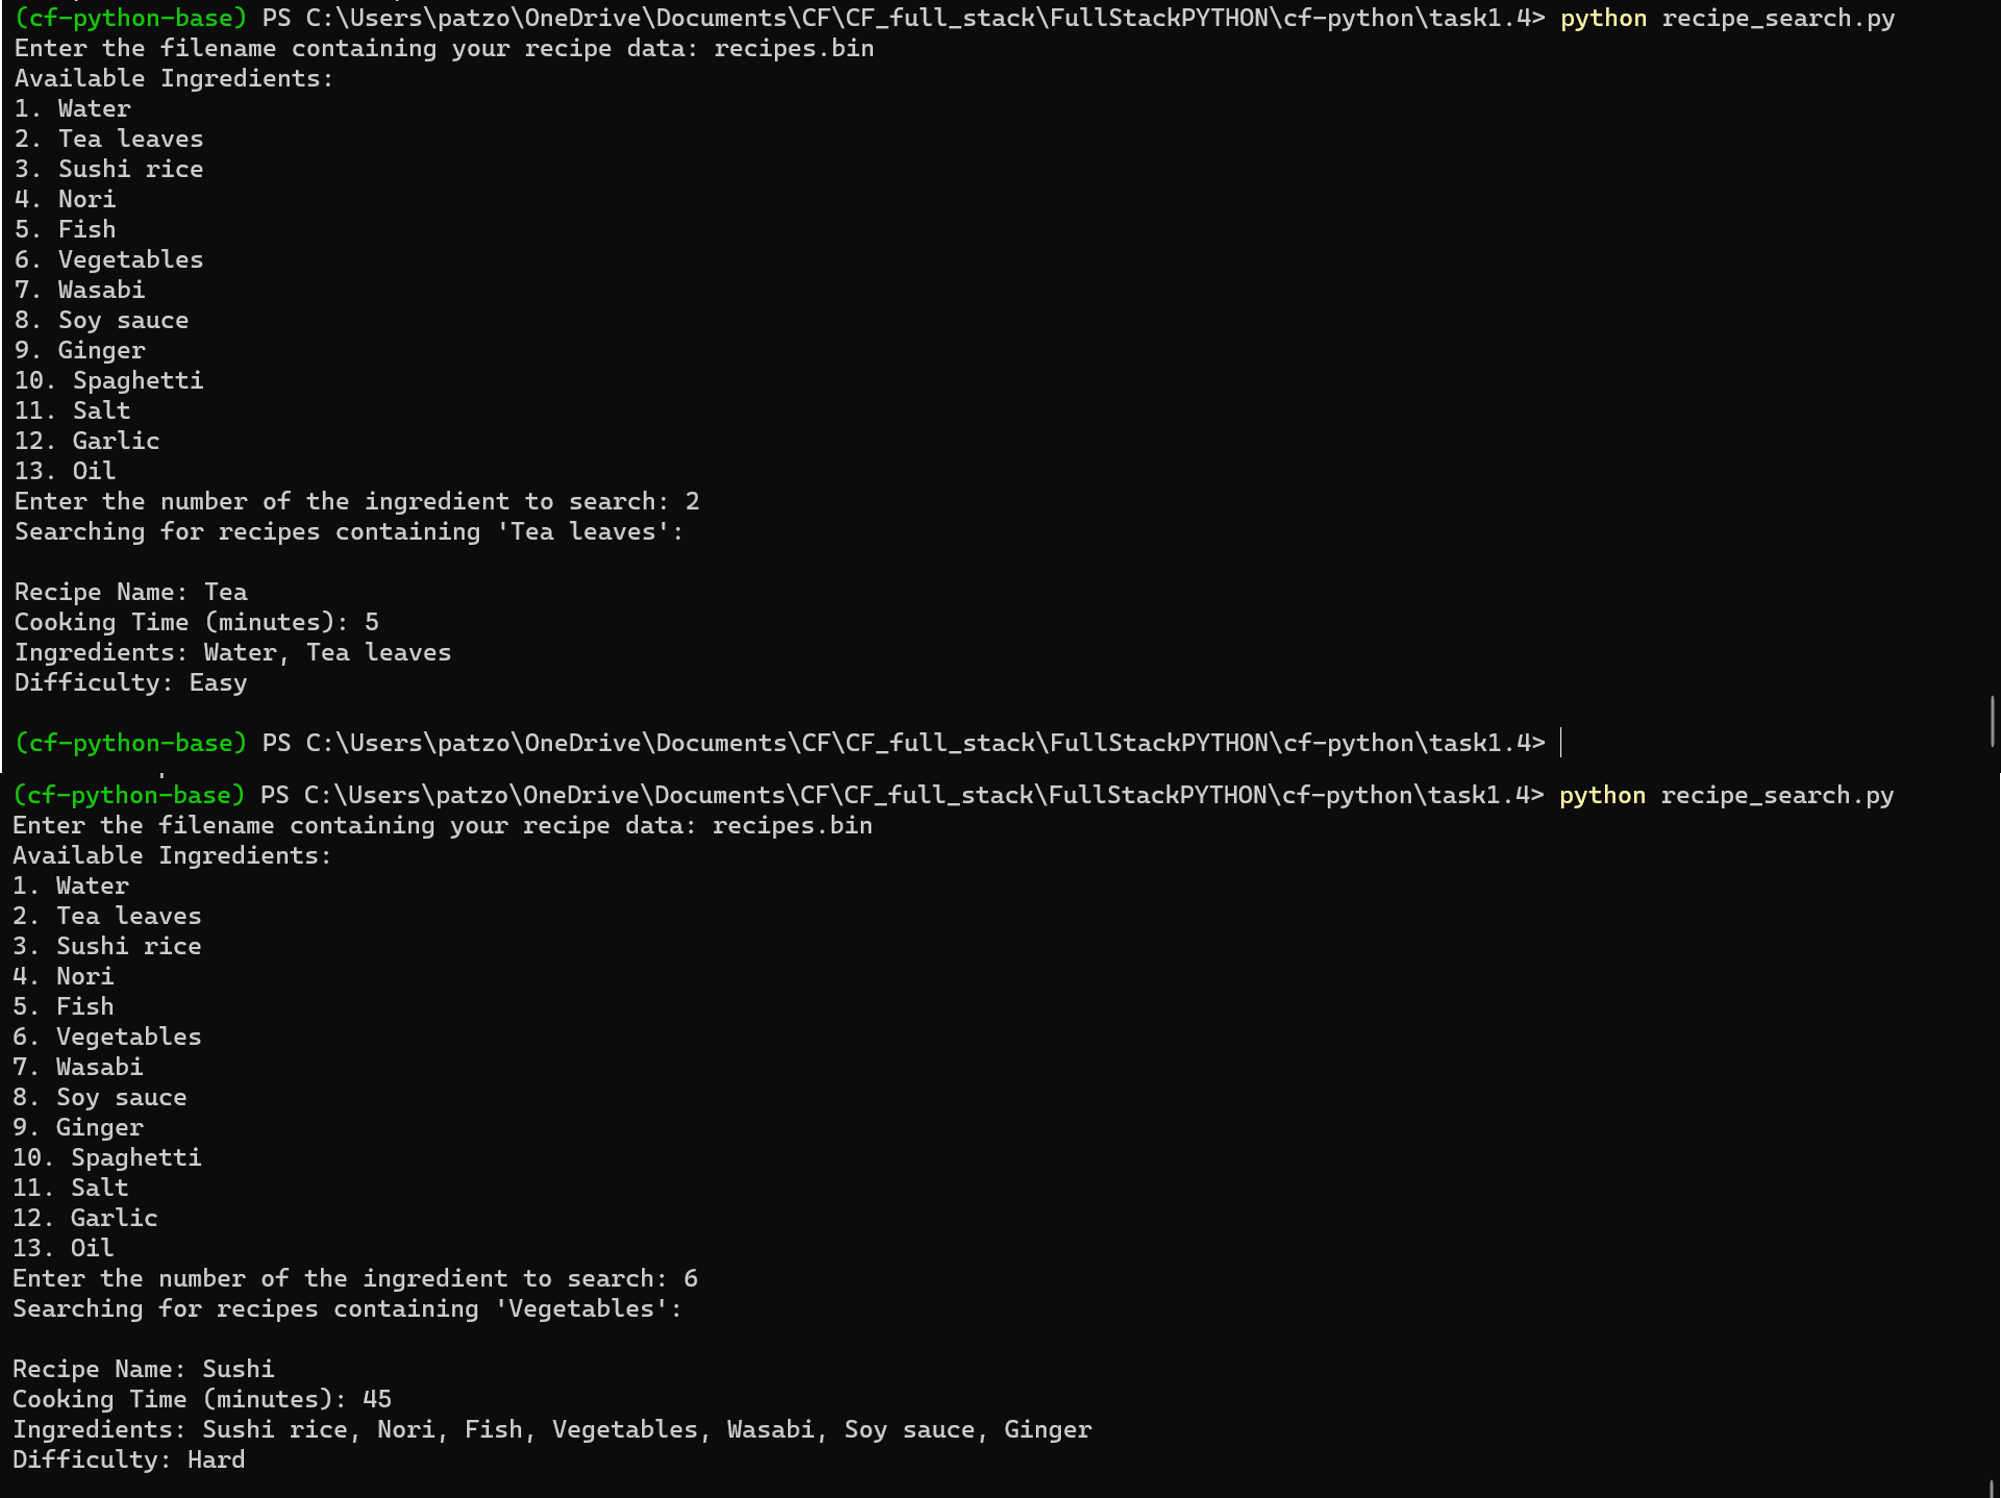 (cf-python-base) PS C:\Users\patzo\OneDrive\Documents\CF\CF_full_stack\FullStackPYTHON\cf-python\task1.4> python recipe_search.py
Enter the filename containing your recipe data: recipes.bin
Available Ingredients:
1. Water
2. Tea leaves
3. Sushi rice
4. Nori
5. Fish
6. Vegetables
7. Wasabi
8. Soy sauce
9. Ginger
10. Spaghetti
11. Salt
12. Garlic
13. Oil
Enter the number of the ingredient to search: 2
Searching for recipes containing 'Tea leaves':
Recipe Name: Tea
Cooking Time (minutes): 5
Ingredients: Water, Tea leaves
Difficulty: Easy
(cf-python-base) PS C:\Users\patzo\OneDrive\Documents\CF\CF_full_stack\FullStackPYTHON\cf-python\task1.4>
(cf-python-base) PS C:\Users\patzo\OneDrive\Documents\CF\CF_full_stack\FullStackPYTHON\cf-python\task1.4> python recipe_search.py
Enter the filename containing your recipe data: recipes.bin
Available Ingredients:
1. Water
2. Tea leaves
3. Sushi rice
4. Nori
5. Fish
6. Vegetables
7. Wasabi
8. Soy sauce
9. Ginger
10. Spaghetti
11. Salt
12. Garlic
13. Oil
Enter the number of the ingredient to search: 6
Searching for recipes containing 'Vegetables':
Recipe Name: Sushi
Cooking Time (minutes): 45
Ingredients: Sushi rice, Nori, Fish, Vegetables, Wasabi, Soy sauce, Ginger
Difficulty: Hard